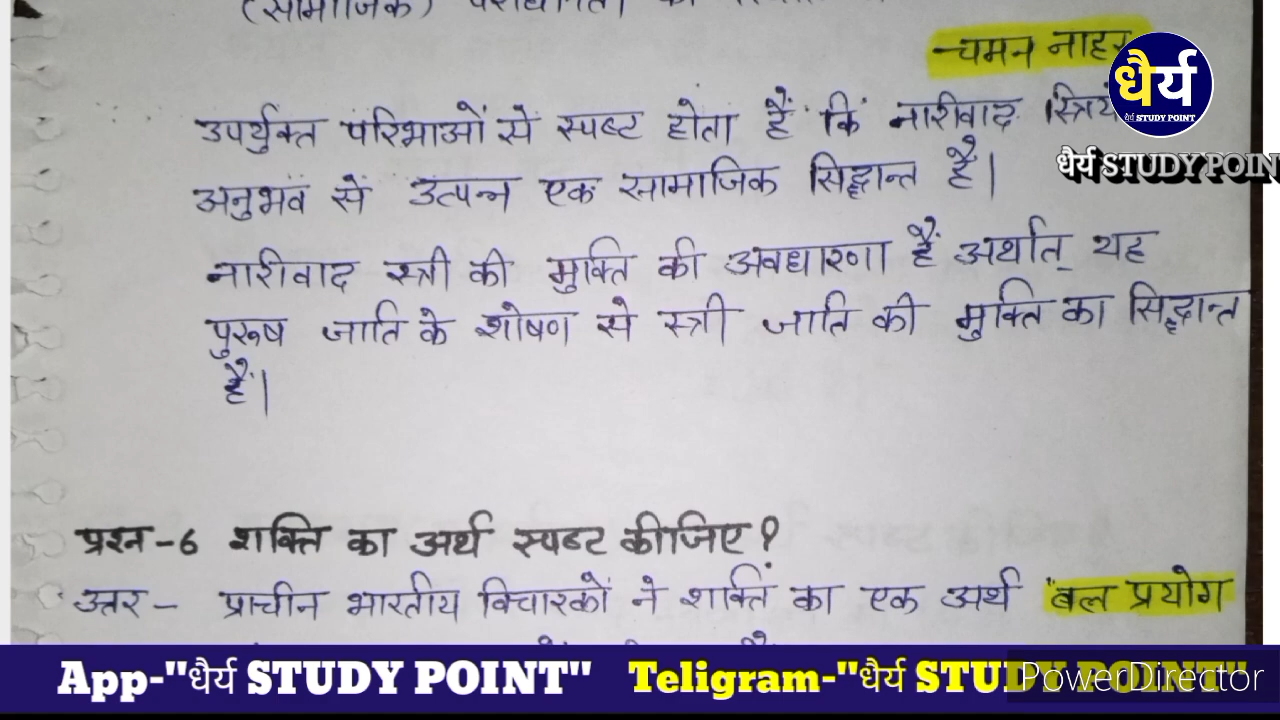 (सामाजिक)
-चमन नाहर
धैर्य
धैर्य STUDY POINT
धैर्य STUDY POIN
उपर्युक्त परिभाओं से स्पष्ट होता हैं कि नारीवाद
अनुभव से उत्पन्न एक सामाजिक सिद्धान्त है।
नारीवाद स्त्री की मुक्ति की अवधारणा हैं अर्थात् यह
पुरूष जाति के शोषण से स्त्री जाति की मुक्ति का सिद्धान्त
हैं।
प्रश्न-6 शक्ति का अर्थ स्पष्ट कीजिए?
उत्तर- प्राचीन भारतीय विचारकों ने शक्ति का एक अर्थ "बल प्रयोग
App-"धैर्य STUDY POINT" Teligram-"धैर्य STUDY POINT"
PowerDirector